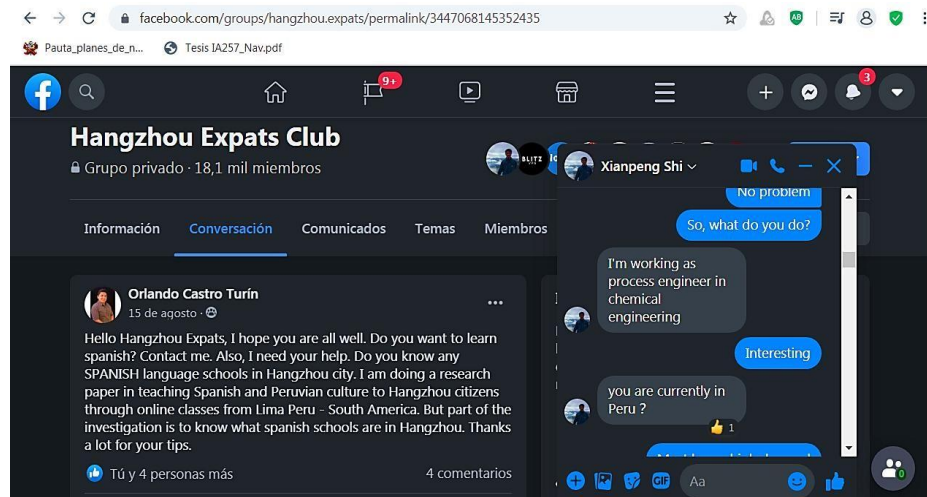 facebook.com/groups/hangzhou.expats/permalink/3447068145352435
AB
Pauta_planes_de_n...
Tesis IA257_Nav.pdf
9+
3
Hangzhou Expats Club
Grupo privado · 18,1 mil miembros
BLITZ
Información
Conversación
Comunicados
Temas
Miembros
Orlando Castro Turín
15 de agosto ·
Hello Hangzhou Expats, I hope you are all well. Do you want to learn
spanish? Contact me. Also, I need your help. Do you know any
SPANISH language schools in Hangzhou city. I am doing a research
paper in teaching Spanish and Peruvian culture to Hangzhou citizens
through online classes from Lima Peru - South America. But part of the
investigation is to know what spanish schools are in Hangzhou. Thanks
a lot for your tips.
Tú y 4 personas más
4 comentarios
Xianpeng Shi
No problem
So, what do you do?
I'm working as
process engineer in
chemical
engineering
Interesting
you are currently in
Peru ?
1
GIF
Aa
0